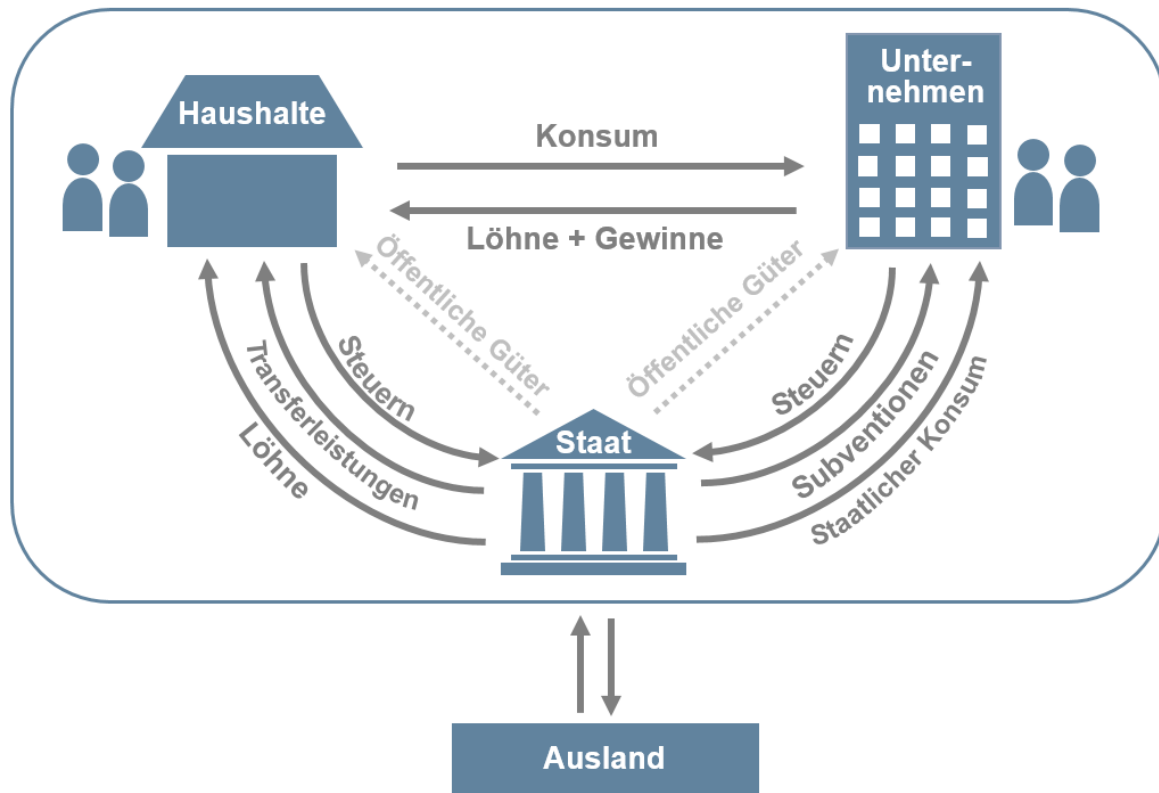 Haushalte
Unter-
nehmen
Konsum
Löhne + Gewinne
Öffentliche Güter
Öffentliche Güter
Steuern
Transferleistungen
Löhne
Steuern
Subventionen
Staatlicher Konsum
Staat
Ausland